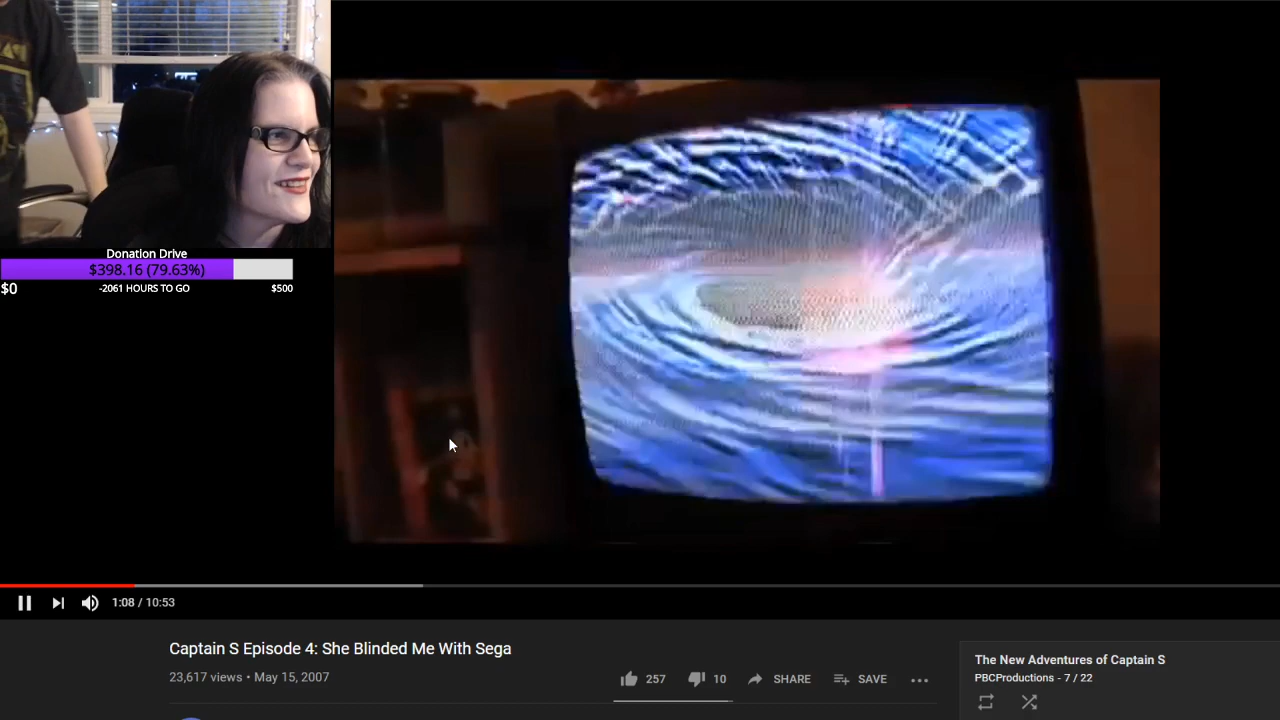 Donation Drive
$398.16 (79.63%)
$0
-2061 HOURS TO GO
$500
1:08 / 10:53
Captain S Episode 4: She Blinded Me With Sega
23,617 views • May 15, 2007
257
10
SHARE
SAVE
The New Adventures of Captain S
PBCProductions - 7 / 22